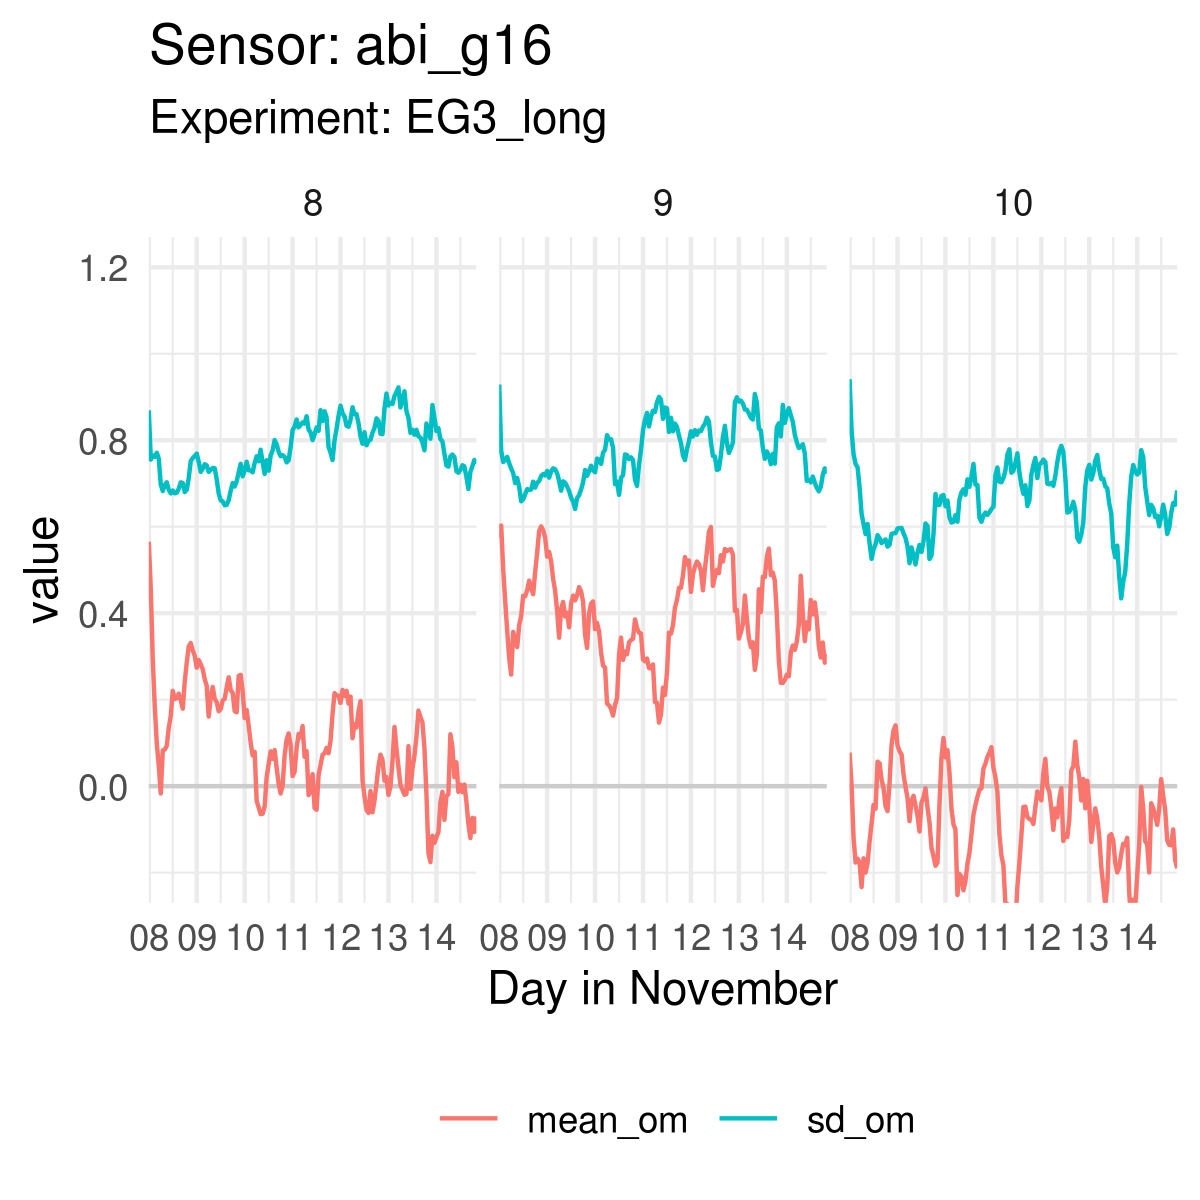 Sensor: abi_g16
Experiment: EG3_long
8 9 10
1.2
0.8
0.4
0.0
value
08 09 10 11 12 13 14 08 09 10 11 12 13 14 08 09 10 11 12 13 14
Day in November
mean_om sd_om